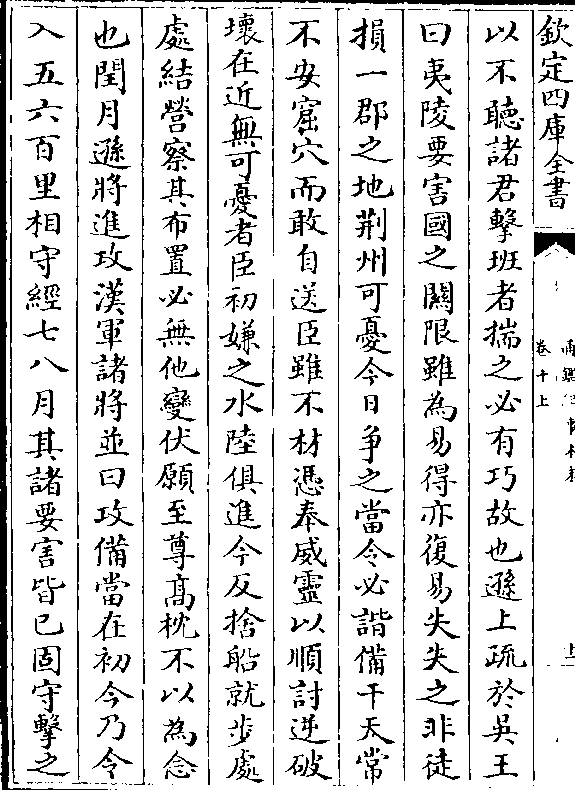 欽定四庫全書
卷十上
以不聽諸君擊班者揣之必有巧故也遜上疏於吳王
曰夷陵要害國之關限雖為易得亦復易失失之非徒
損一郡之地荆州可憂今日爭之當令必諧備干天常
不安窟穴而敢自送臣雖不材憑奉威靈以順討逆破
壞在近無可憂者臣初嫌之水陸俱進今反捨船就步處
處結營察其布置必無他變伏願至尊髙枕不以為念
也閏月遜將進攻漢軍諸將並曰攻備當在初今乃令
入五六百里相守經七八月其諸要害皆已固守擊之